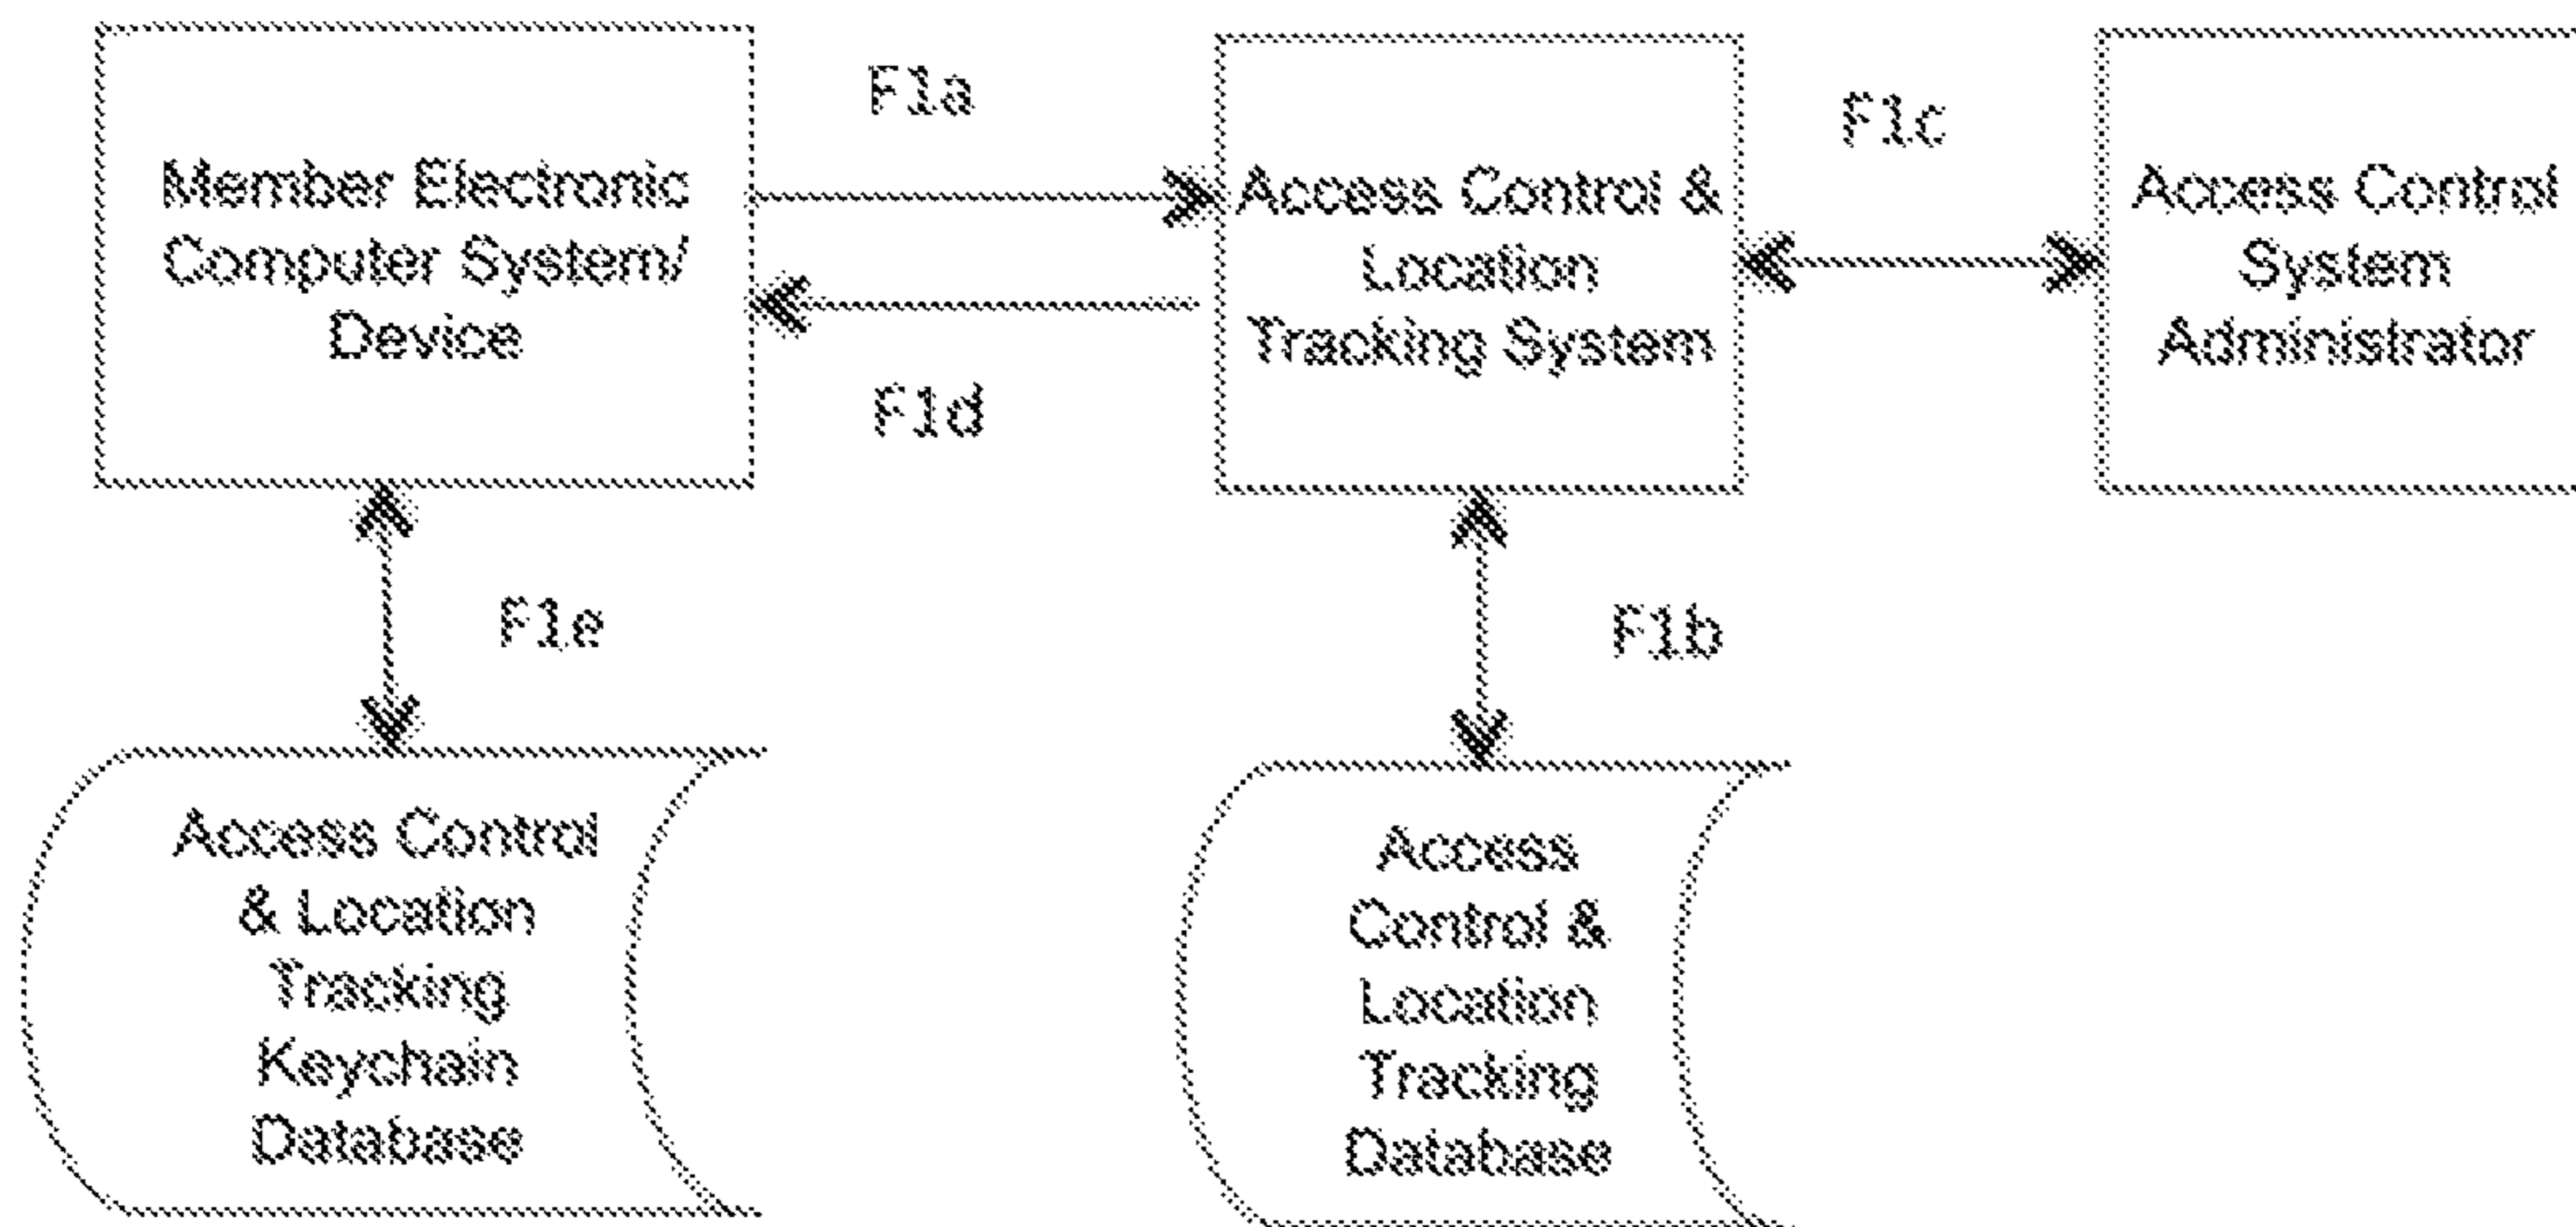 Member Electronic
Computer System/
Device
F1a
F1d
Access Control &
Location
Tracking System
F1c
Access Control
System
Administrator
F1e
F1b
Access Control
& Location
Tracking
Keychain
Database
Access
Control &
Location
Tracking
Database